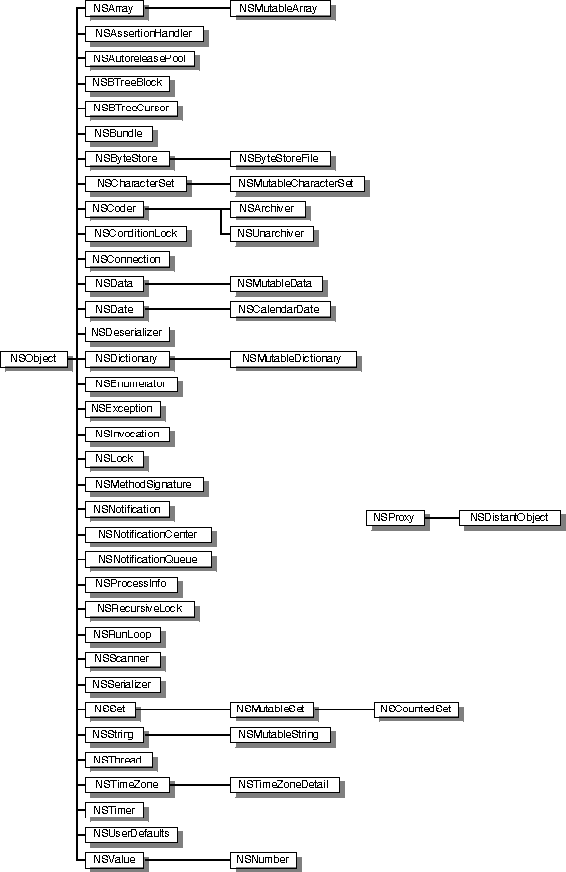 NSArray NSMutableArray
NSAssertionHandler
NSAutoreleasePool
NSBTreeBlock
NSBTreeCursor
NSBundle
NSByteStore NSByteStoreFile
NSCharacterSet NSMutableCharacterSet
NSCoder NSArchiver
NSConditionLock NSUnarchiver
NSConnection
NSData NSMutableData
NSDate NSCalendarDate
NSDeserializer
NSObject NSDictionary NSMutableDictionary
NSEnumerator
NSException
NSInvocation
NSLock
NSMethodSignature
NSNotification
NSProxy NSDistantObject
NSNotificationCenter
NSNotificationQueue
NSProcessInfo
NSRecursiveLock
NSRunLoop
NSScanner
NSSerializer
NSSet NSMutableSet NSCountedSet
NSString NSMutableString
NSThread
NSTimeZone NSTimeZoneDetail
NSTimer
NSUserDefaults
NSValue NSNumber